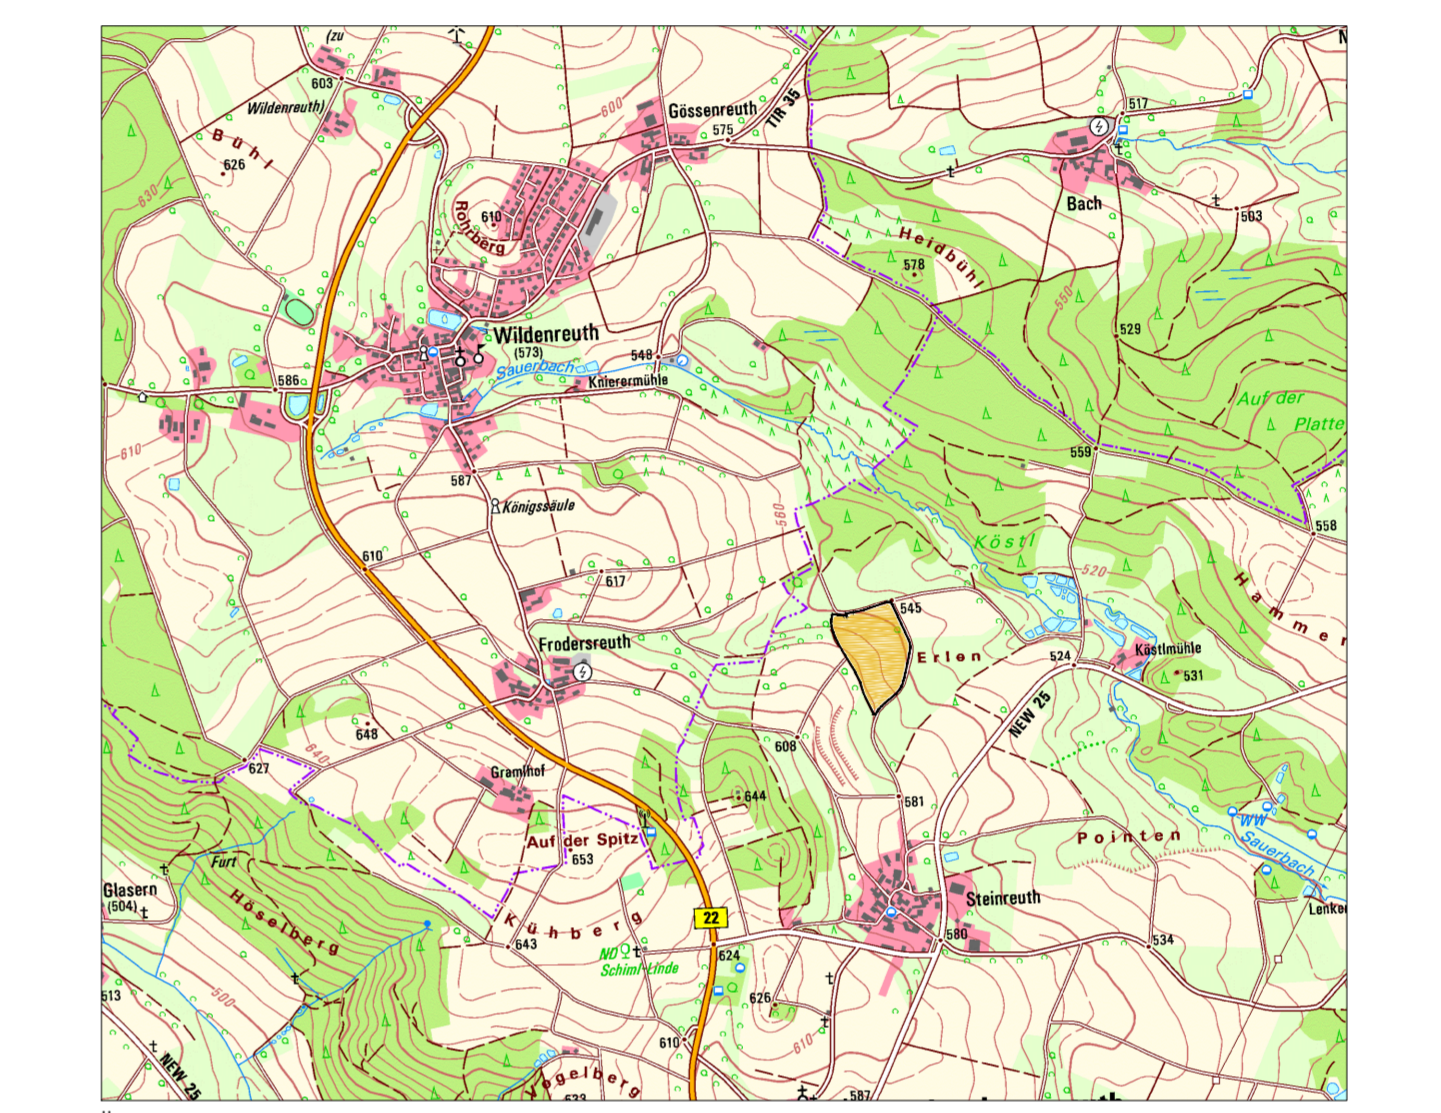 (zu
603
Wildenreuth)
Bühl
626
630
600
Gössenreuth
575
TIR 35
517
Bach
503
Rohrberg
610
Heidbühl
578
550
529
Wildenreuth
(573)
Sauerbach
548
Knierermühle
586
Auf der
Platte
610
559
587
Königssäule
560
558
610
617
Köstl
520
Hammer
545
Frodersreuth
Erlen
524
Köstlmühle
531
NEW 25
648
640
627
608
Gramlhof
644
581
Auf der Spitz
653
Pointen
WW
Sauerbach
Furt
Glasern
(504)
Höselberg
Kühberg
22
Steinreuth
Lenke
643
ND
Schiml-Linde
624
580
534
513
500
626
610
610
NEW 25
Kogelberg
587